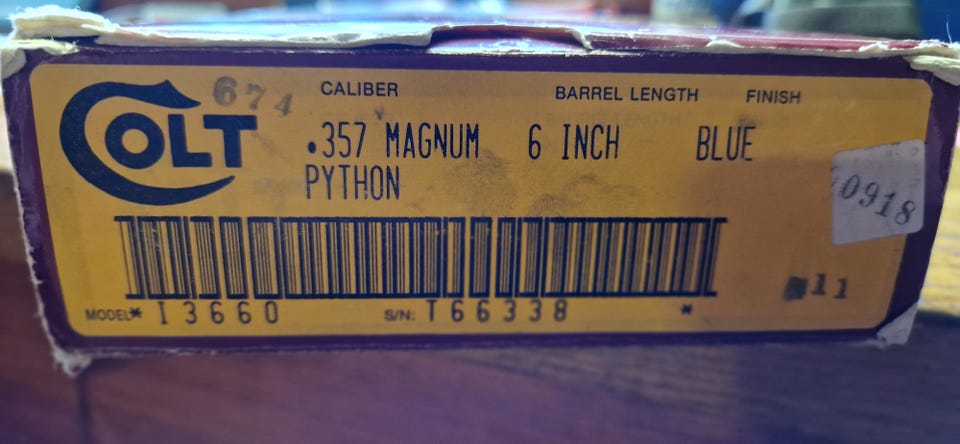 COLT
674
CALIBER BARREL LENGTH FINISH
.357 MAGNUM 6 INCH BLUE
PYTHON
0918
11
MODEL* I3660 S/N: T66338 *